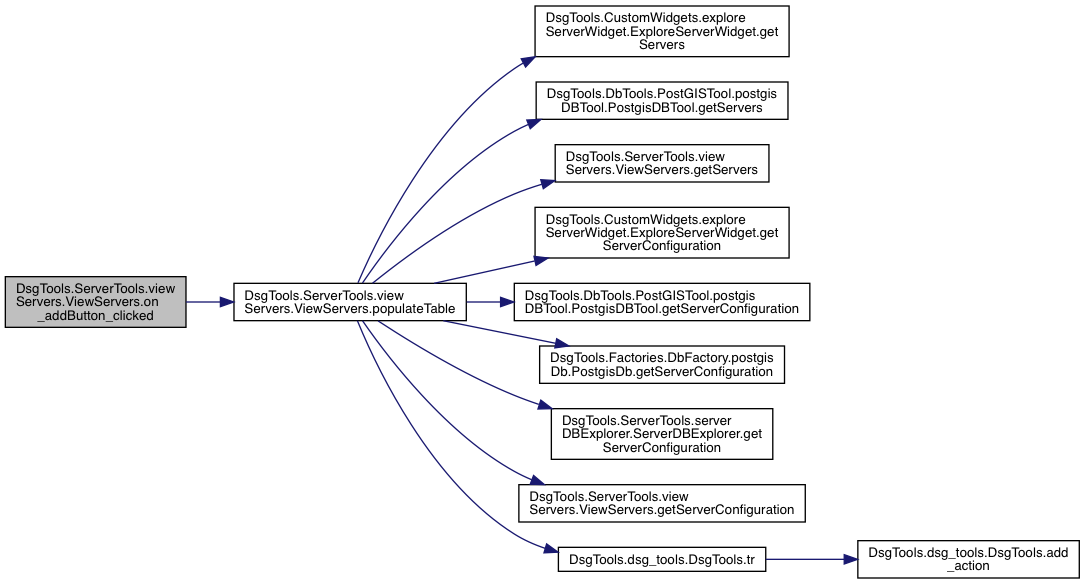 DsgTools.ServerTools.view
Servers.ViewServers.on
_addButton_clicked
DsgTools.ServerTools.view
Servers.ViewServers.populateTable
DsgTools.CustomWidgets.explore
ServerWidget.ExploreServerWidget.get
Servers
DsgTools.DbTools.PostGISTool.postgis
DBTool.PostgisDBTool.getServers
DsgTools.ServerTools.view
Servers.ViewServers.getServers
DsgTools.CustomWidgets.explore
ServerWidget.ExploreServerWidget.get
ServerConfiguration
DsgTools.DbTools.PostGISTool.postgis
DBTool.PostgisDBTool.getServerConfiguration
DsgTools.Factories.DbFactory.postgis
Db.PostgisDb.getServerConfiguration
DsgTools.ServerTools.server
DBExplorer.ServerDBExplorer.get
ServerConfiguration
DsgTools.ServerTools.view
Servers.ViewServers.getServerConfiguration
DsgTools.dsg_tools.DsgTools.tr
DsgTools.dsg_tools.DsgTools.add
_action